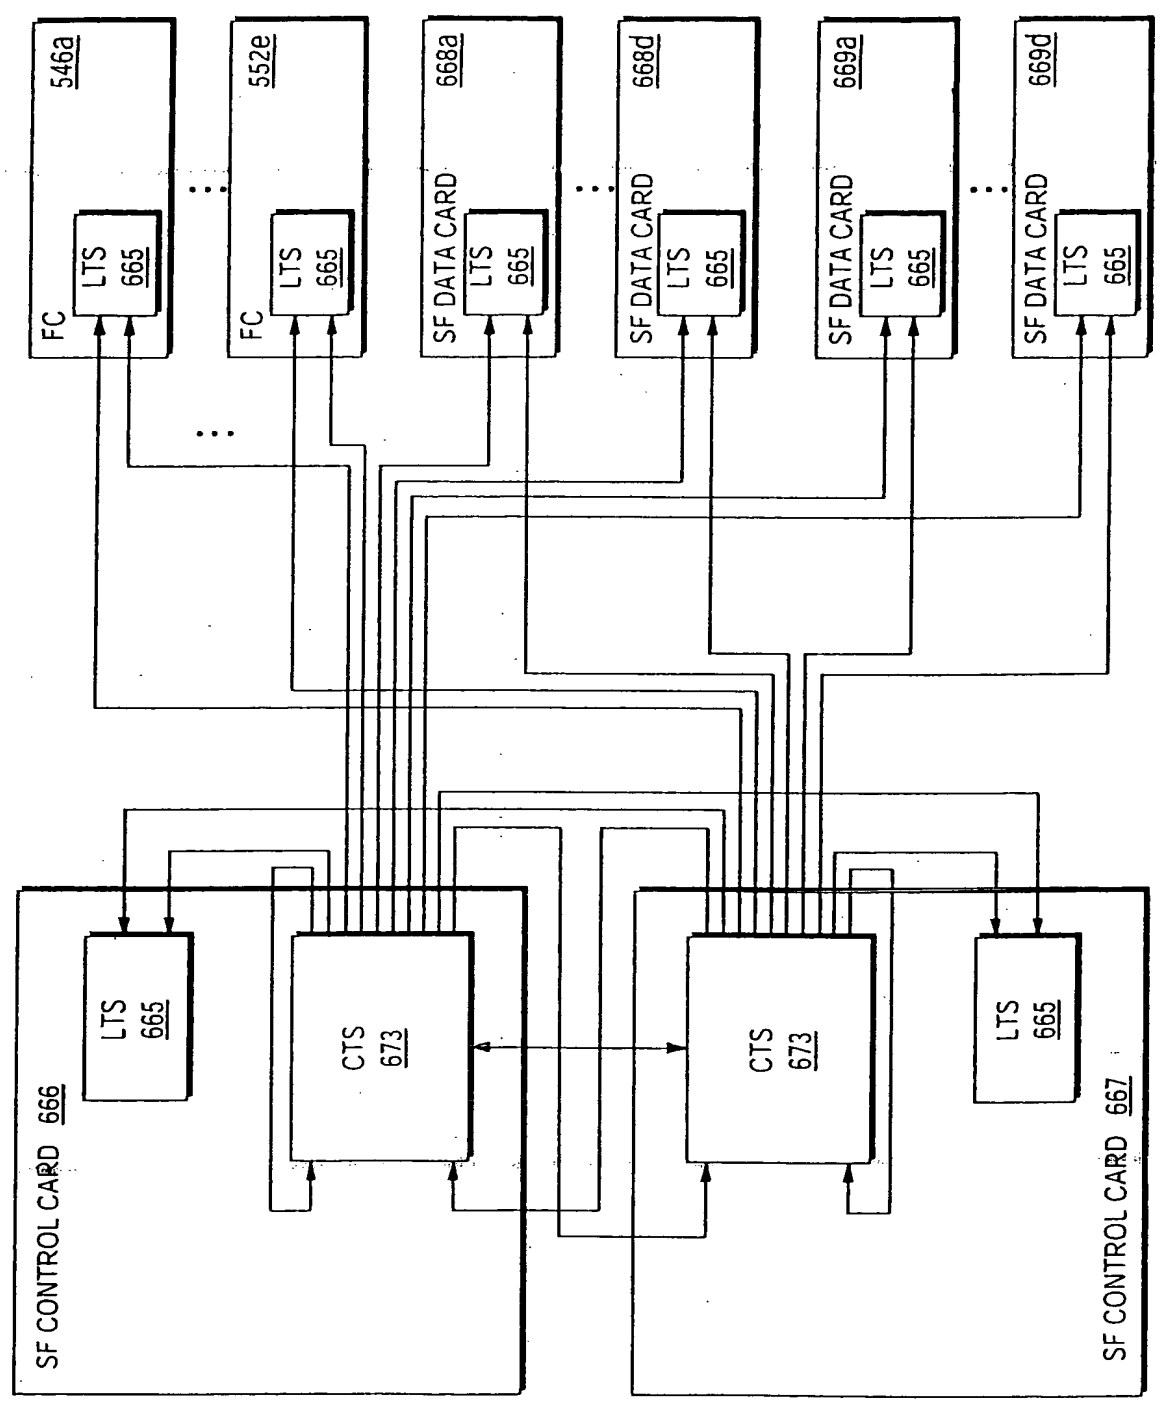 FC
546a
LTS
665
FC
552e
LTS
665
SF DATA CARD
668a
LTS
665
SF DATA CARD
668d
LTS
665
SF DATA CARD
669a
LTS
665
SF DATA CARD
669d
LTS
665
SF CONTROL CARD 666
LTS
665
CTS
673
SF CONTROL CARD 667
CTS
673
LTS
665